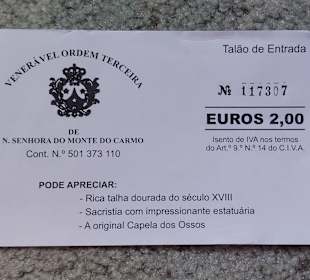 VENERÁVEL ORDEM TERCEIRA
DE
N. SENHORA DO MONTE DO CARMO
Cont. N.º 501 373 110
Talão de Entrada
Nº 117307
EUROS 2,00
Isento de IVA nos termos
do Art.º 9.º N.º 14 do C.I.V.A.
PODE APRECIAR:
- Rica talha dourada do século XVIII
- Sacristia com impressionante estatuária
- A original Capela dos Ossos